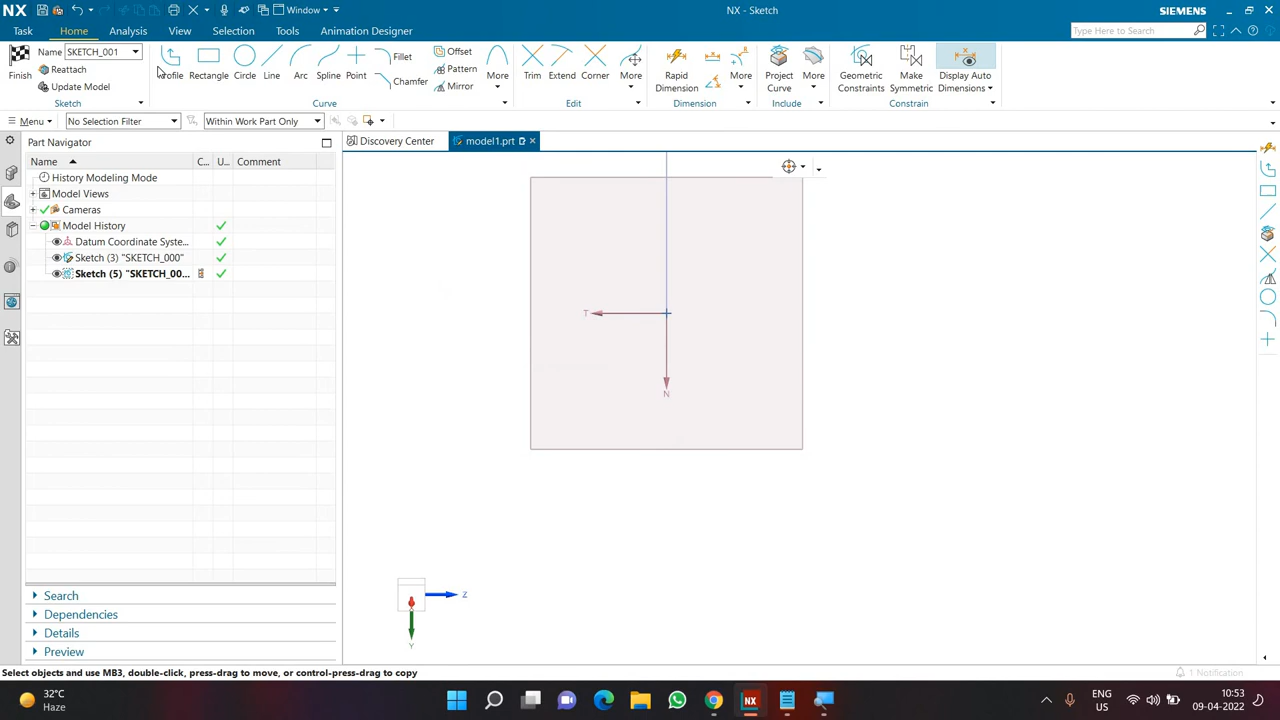 NX
Window
NX - Sketch
SIEMENS
Task
Home
Analysis
View
Selection
Tools
Animation Designer
Type Here to Search
Finish
Name SKETCH_001
Reattach
Update Model
Sketch
Profile
Rectangle
Circle
Line
Arc
Spline
Point
Fillet
Chamfer
Offset
Pattern
Mirror
More
Curve
Trim
Extend
Corner
More
Edit
Rapid
Dimension
More
Dimension
Project
Curve
More
Include
Geometric
Constraints
Make
Symmetric
Display Auto
Dimensions
Constrain
Menu
No Selection Filter
Within Work Part Only
Part Navigator
Discovery Center
model1.prt
Name
C...
U...
Comment
History Modeling Mode
Model Views
Cameras
Model History
Datum Coordinate Syste...
Sketch (3) "SKETCH_000"
Sketch (5) "SKETCH_00...
T
N
Z
Y
Search
Dependencies
Details
Preview
Select objects and use MB3, double-click, press-drag to move, or control-press-drag to copy
1 Notification
32°C
Haze
NX
ENG
US
10:53
09-04-2022